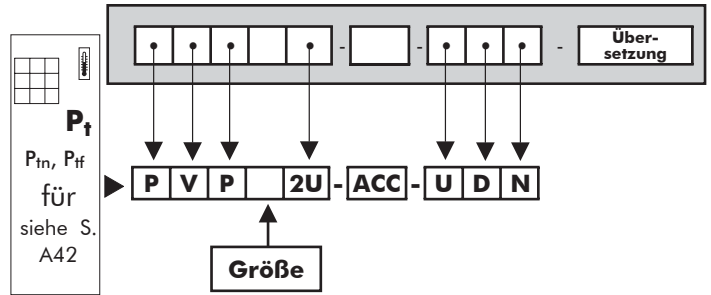 - - - Über-
setzung
Pt
Ptn, Ptf
für
siehe S.
A42
P V P 2U - ACC - U D N
Größe